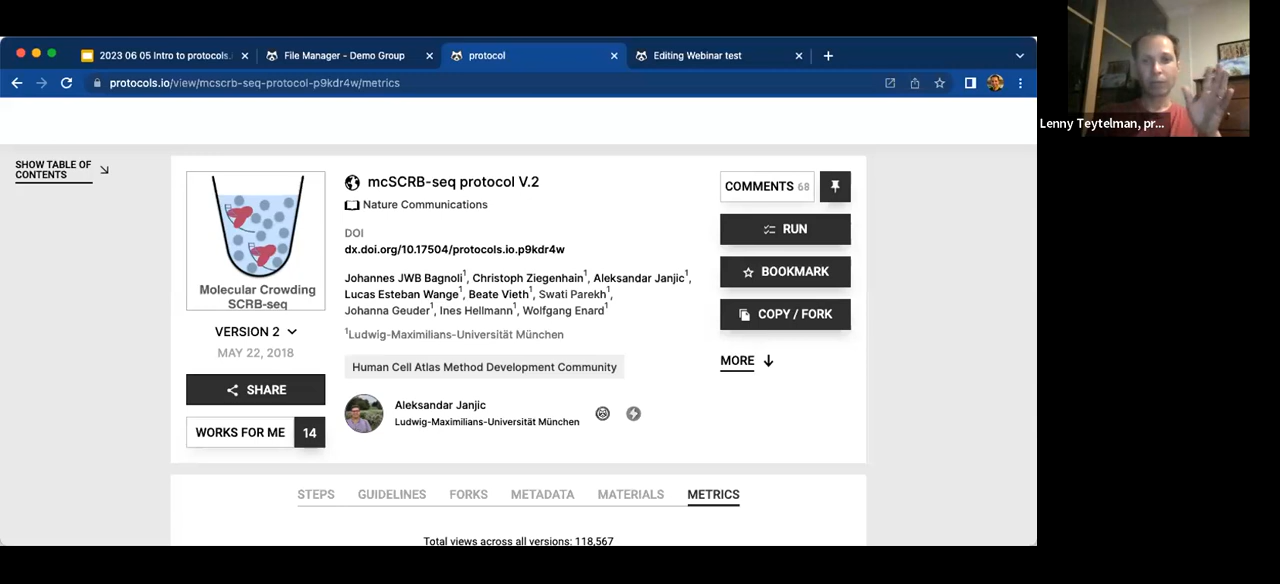 2023 06 05 Intro to protocols.
File Manager - Demo Group
protocol
Editing Webinar test
protocols.io/view/mcscrb-seq-protocol-p9kdr4w/metrics
Lenny Teytelman, pr...
SHOW TABLE OF
CONTENTS
Molecular Crowding
SCRB-seq
VERSION 2
MAY 22, 2018
SHARE
WORKS FOR ME 14
mcSCRB-seq protocol V.2
Nature Communications
DOI
dx.doi.org/10.17504/protocols.io.p9kdr4w
Johannes JWB Bagnoli1, Christoph Ziegenhain1, Aleksandar Janjic1,
Lucas Esteban Wange1, Beate Vieth1, Swati Parekh1,
Johanna Geuder1, Ines Hellmann1, Wolfgang Enard1
1Ludwig-Maximilians-Universität München
Human Cell Atlas Method Development Community
Aleksandar Janjic
Ludwig-Maximilians-Universität München
COMMENTS 68
RUN
BOOKMARK
COPY / FORK
MORE
STEPS GUIDELINES FORKS METADATA MATERIALS METRICS
Total views across all versions: 118,567